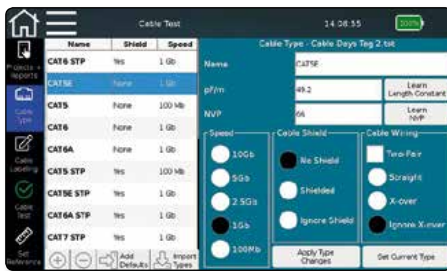 Cable Test
14:08:55
100%
Name Shield Speed
CAT6 STP Yes 1 Gb
CAT5E None 1 Gb
CAT5 None 100 Mb
CAT6 None 1 Gb
CAT6A None 1 Gb
CAT5 STP Yes 100 Mb
CAT5E STP Yes 1 Gb
CAT6A STP Yes 1 Gb
CAT7 STP Yes 1 Gb
Add Defaults
Import Types
Projects + Reports
Cable Type
Cable Labeling
Cable Test
Set Reference
Cable Type - Cable Days Tag 2.txt
Name CAT5E
pF/m 49.2
Learn Length Constant
NVP 66
Learn NVP
Speed
10Gb
5Gb
2.5Gb
1Gb
100Mb
Cable Shield
No Shield
Shielded
Ignore Shield
Cable Wiring
Two-Pair
Straight
X-over
Ignore X-over
Apply Type Changes
Set Current Type